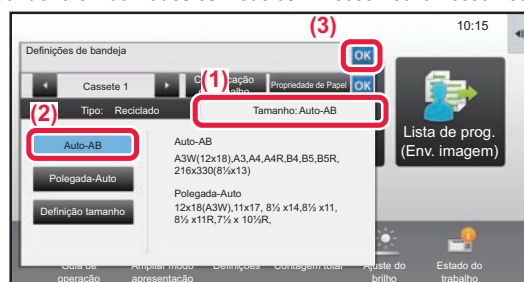 10:15
(3)
Definições de bandeja
OK
Cassete 1
(1)
Propriedade de Papel
OK
(2)
Tipo: Reciclado
Tamanho: Auto-AB
Auto-AB
Polegada-Auto
Definição tamanho
Auto-AB
A3W(12x18),A3,A4,A4R,B4,B5,B5R,
216x330(8½x13)
Polegada-Auto
12x18(A3W),11x17, 8½ x14,8½ x11,
8½ x11R,7½ x 10½R,
Lista de prog.
(Env. imagem)
Guia de
operação
Ampliar modo
apresentação
Definições
Contagem total
Ajuste do
brilho
Estado do
trabalho